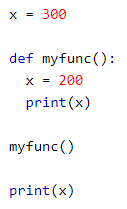 x = 300

def myfunc():
  x = 200
  print(x)

myfunc()

print(x)